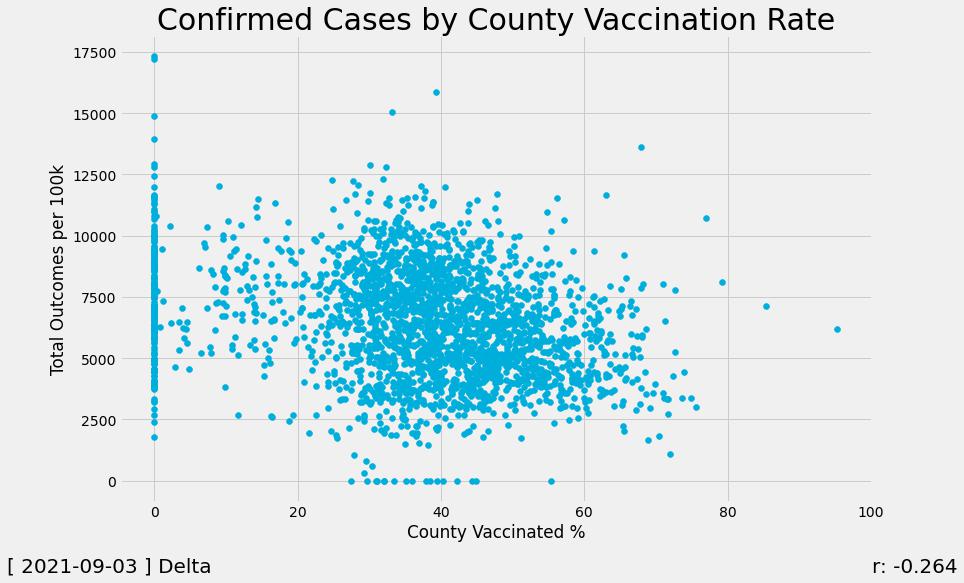 Confirmed Cases by County Vaccination Rate
17500
15000
12500
10000
7500
5000
2500
0
Total Outcomes per 100k
0 20 40 60 80 100
County Vaccinated %
[ 2021-09-03 ] Delta
r: -0.264